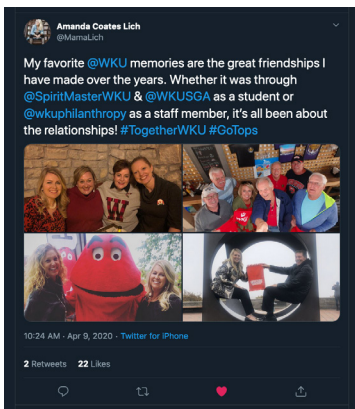 Amanda Coates Lich
@MamaLich
My favorite @WKU memories are the great friendships I
have made over the years. Whether it was through
@SpiritMasterWKU & @WKUSGA as a student or
@wkuphilanthropy as a staff member, it's all been about
the relationships! #TogetherWKU #GoTops
W
10:24 AM · Apr 9, 2020 · Twitter for iPhone
2 Retweets 22 Likes